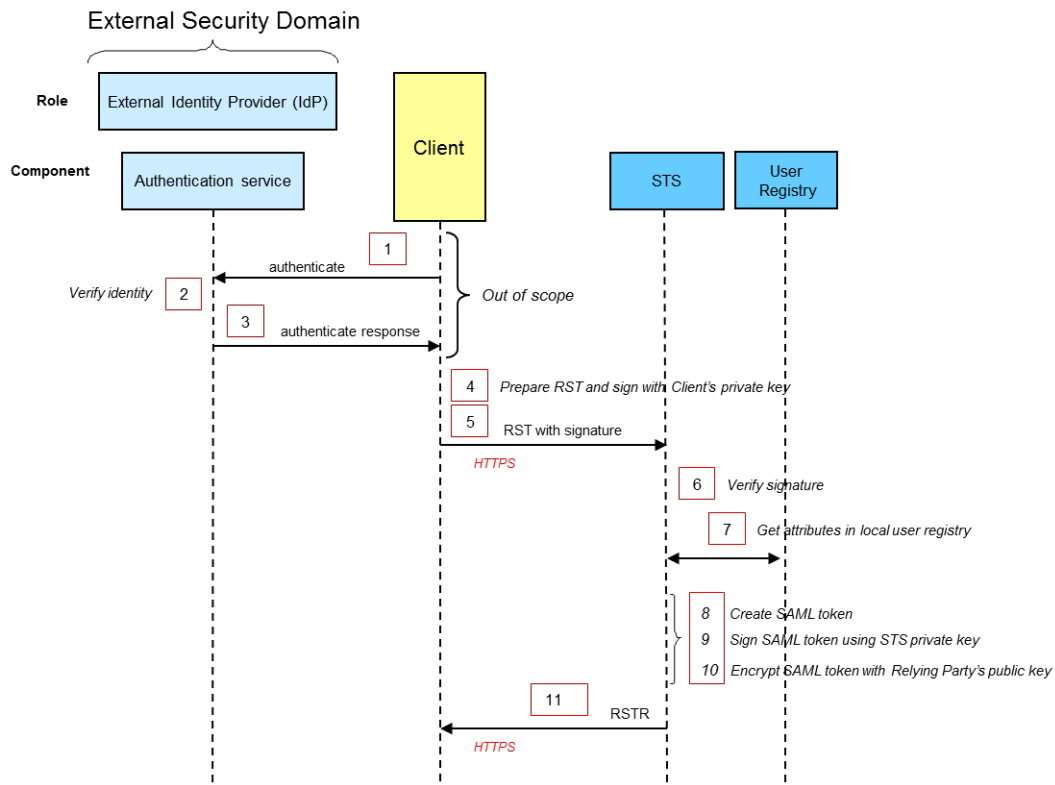 External Security Domain
Role
External Identity Provider (IdP)
Client
Component
Authentication service
STS
User
Registry
1
authenticate
Verify identity
2
Out of scope
3
authenticate response
4
Prepare RST and sign with Client's private key
5
RST with signature
HTTPS
6
Verify signature
7
Get attributes in local user registry
8
Create SAML token
9
Sign SAML token using STS private key
10
Encrypt SAML token with Relying Party's public key
11
RSTR
HTTPS